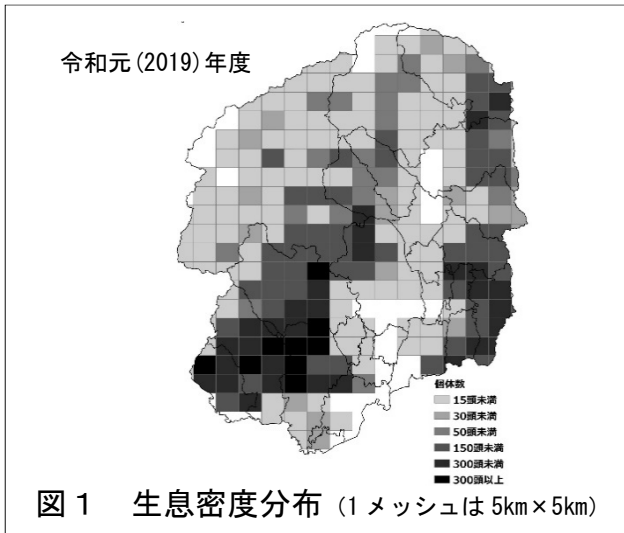 令和元(2019)年度
個体数
15頭未満
30頭未満
50頭未満
150頭未満
300頭未満
300頭以上
図１　生息密度分布（1メッシュは5km×5km）